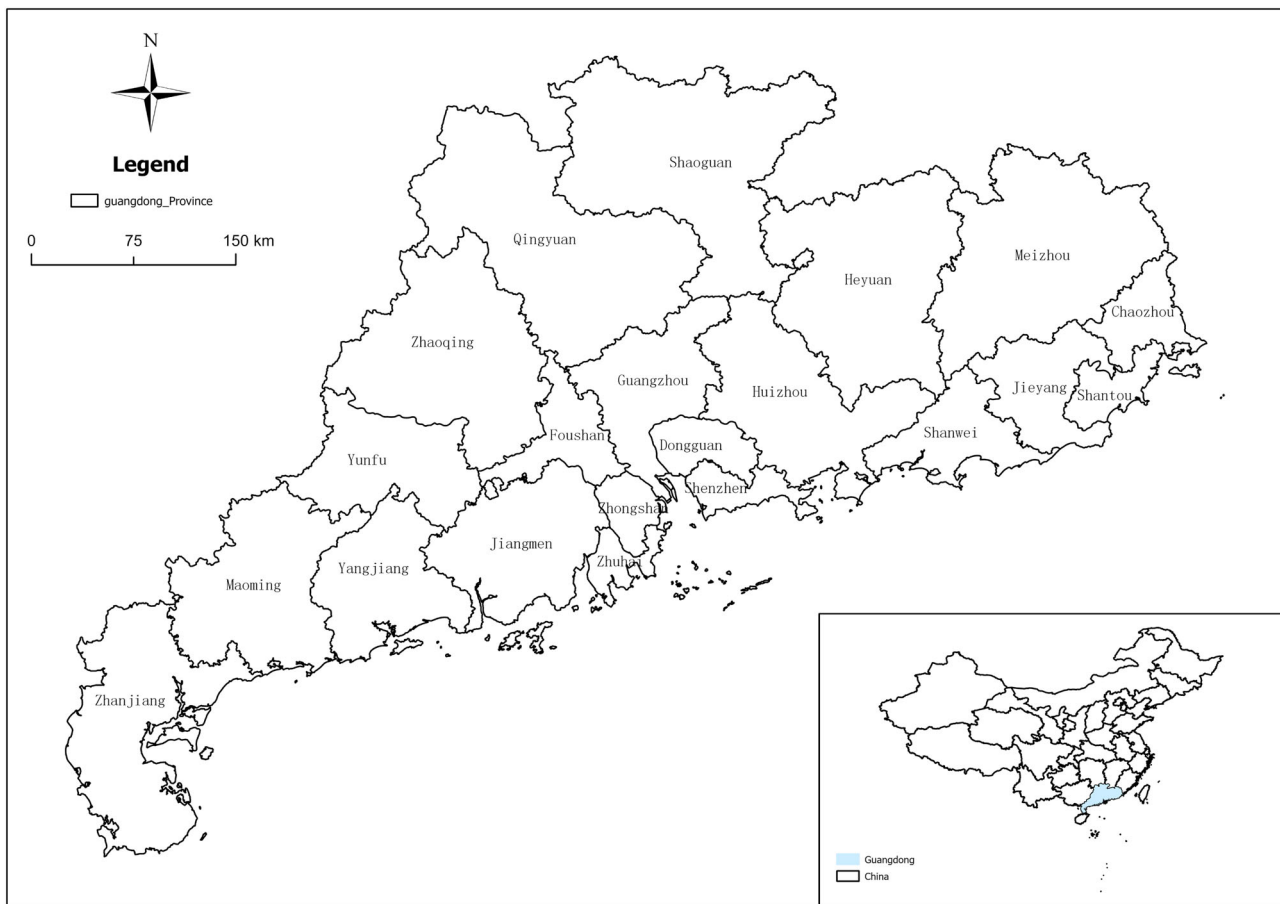 N
Legend
guangdong_Province
0 75 150 km
Shaoguan
Qingyuan
Meizhou
Heyuan
Chaozhou
Zhaoqing
Guangzhou
Huizhou
Jieyang
Shantou
Foushan
Shanwei
Dongguan
Yunfu
Shenzhen
Zhongshan
Jiangmen
Zhuhai
Yangjiang
Maoming
Zhanjiang
Guangdong
China